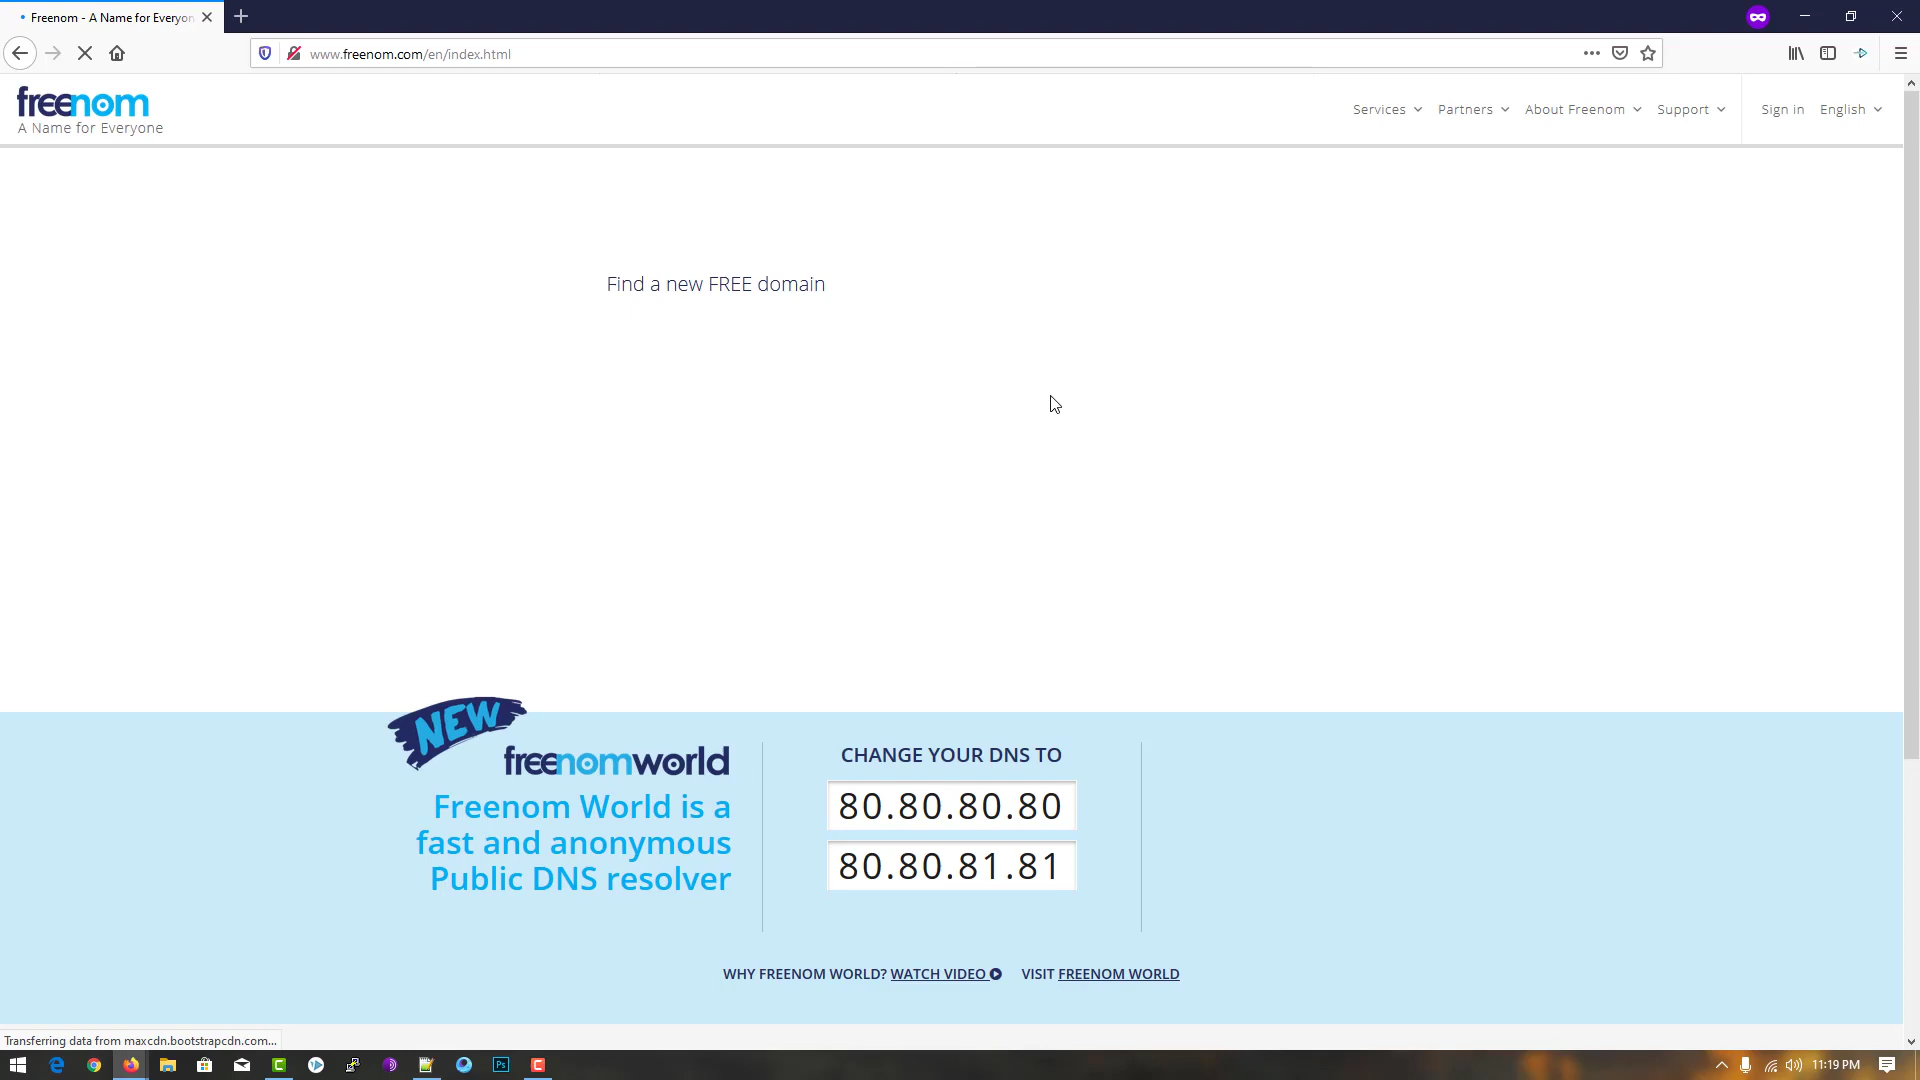 Freenom - A Name for Everyon
www.freenom.com/en/index.html
freenom
A Name for Everyone
Services
Partners
About Freenom
Support
Sign in
English
Find a new FREE domain
NEW
freenomworld
Freenom World is a
fast and anonymous
Public DNS resolver
CHANGE YOUR DNS TO
80.80.80.80
80.80.81.81
WHY FREENOM WORLD? WATCH VIDEO
VISIT FREENOM WORLD
Transferring data from maxcdn.bootstrapcdn.com...
Ps
11:19 PM